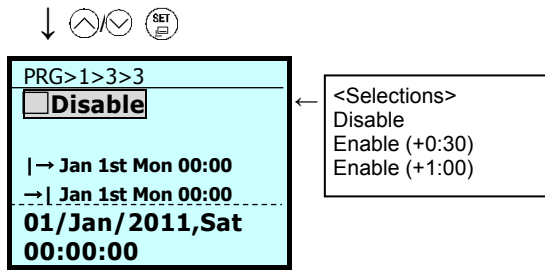 SET
PRG>1>3>3
Disable
|→ Jan 1st Mon 00:00
→| Jan 1st Mon 00:00
01/Jan/2011,Sat
00:00:00
<Selections>
Disable
Enable (+0:30)
Enable (+1:00)